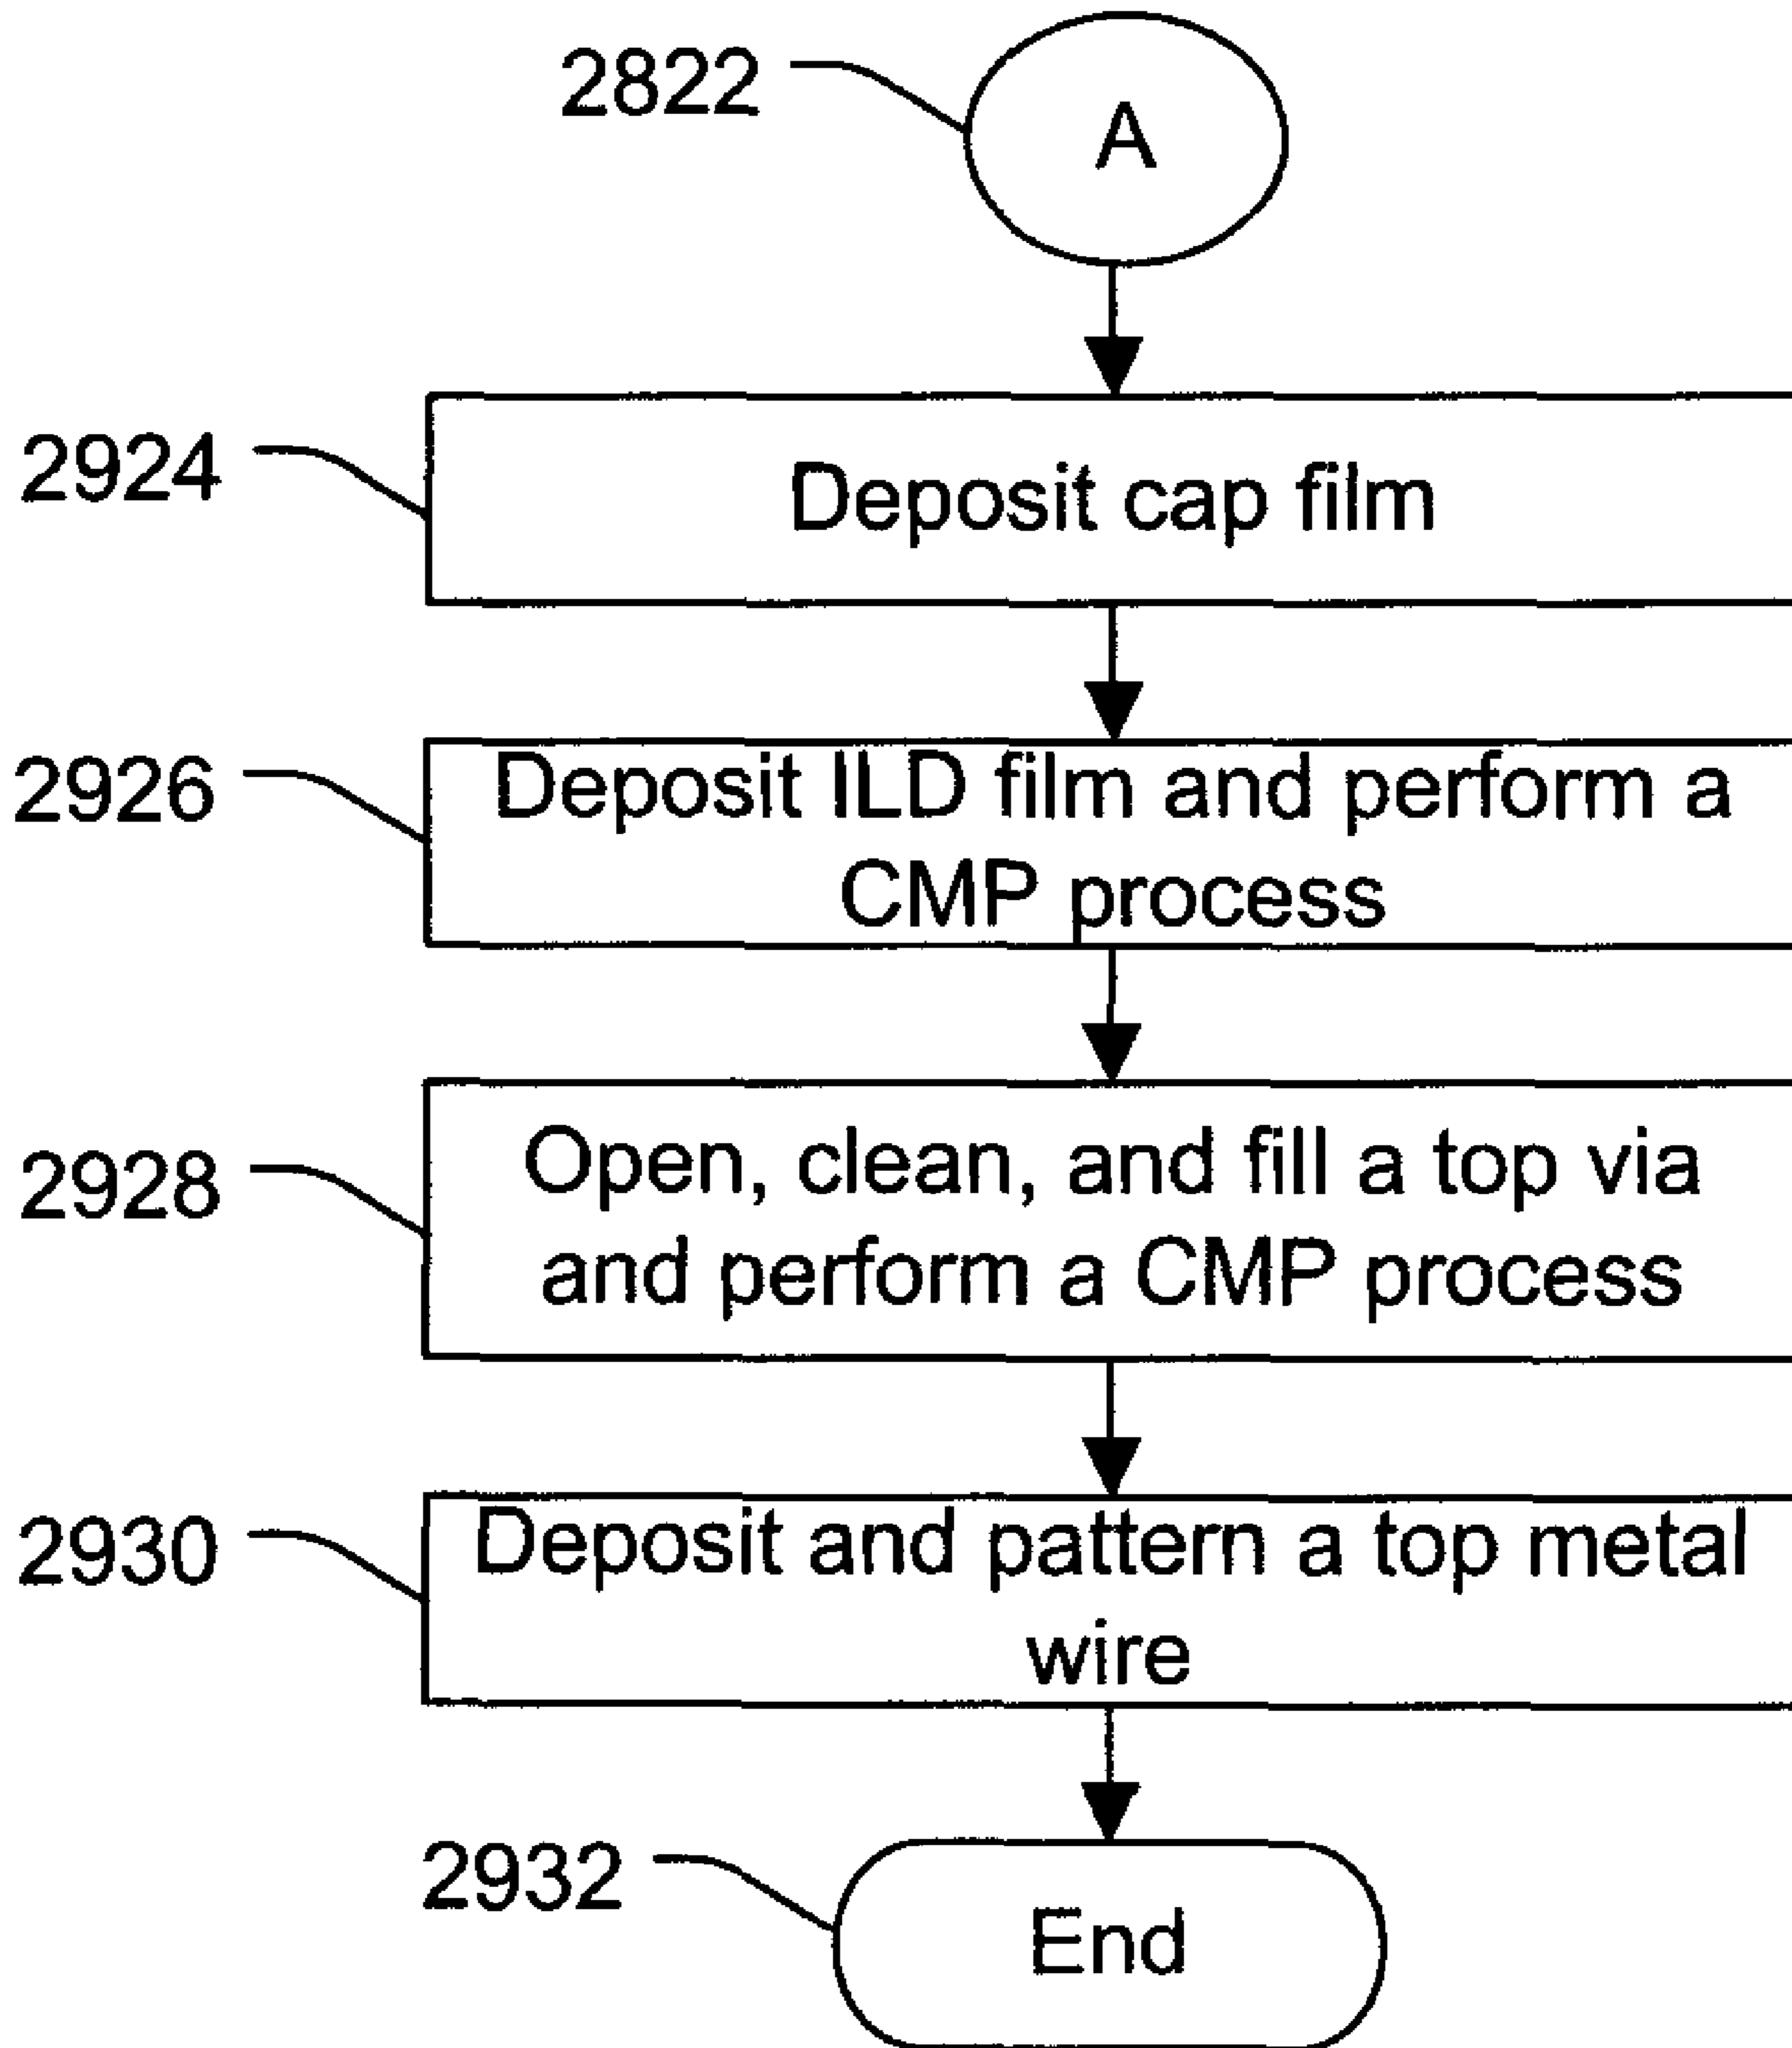 2822
A
2924
Deposit cap film
2926
Deposit ILD film and perform a
CMP process
2928
Open, clean, and fill a top via
and perform a CMP process
2930
Deposit and pattern a top metal
wire
2932
End